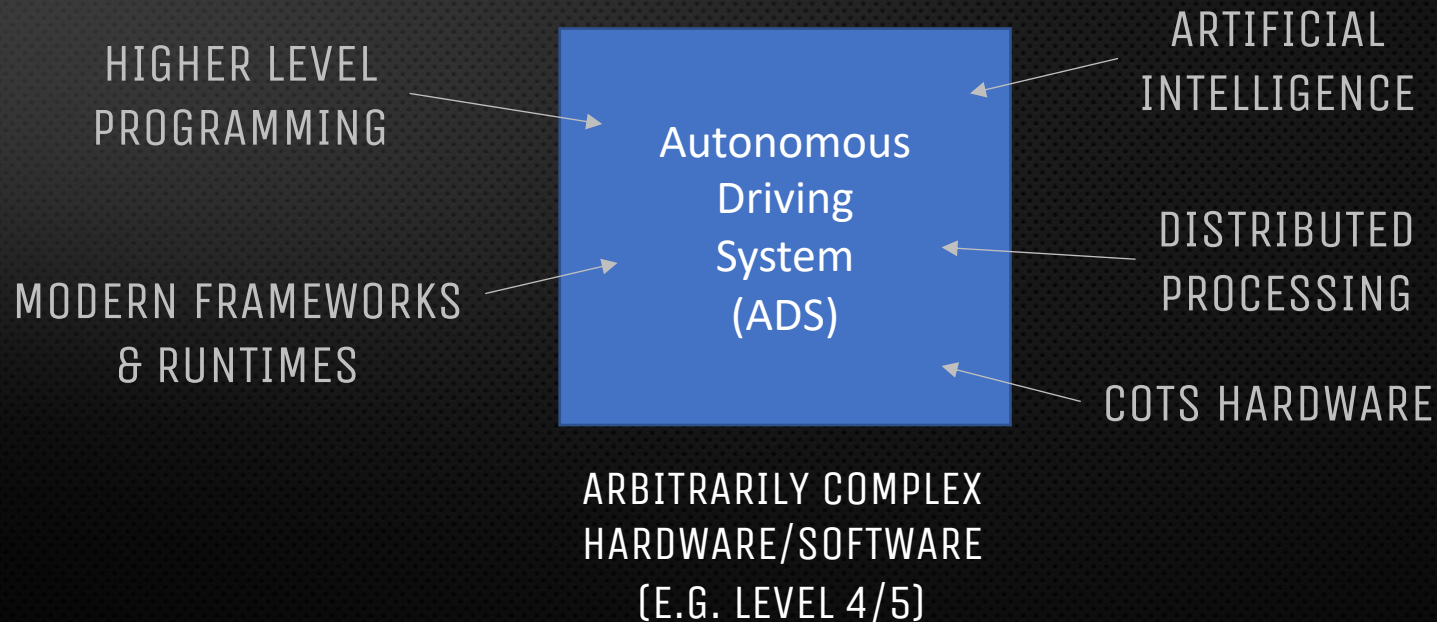 HIGHER LEVEL
PROGRAMMING
MODERN FRAMEWORKS
& RUNTIMES
Autonomous
Driving
System
(ADS)
ARTIFICIAL
INTELLIGENCE
DISTRIBUTED
PROCESSING
COTS HARDWARE
ARBITRARILY COMPLEX
HARDWARE/SOFTWARE
(E.G. LEVEL 4/5)